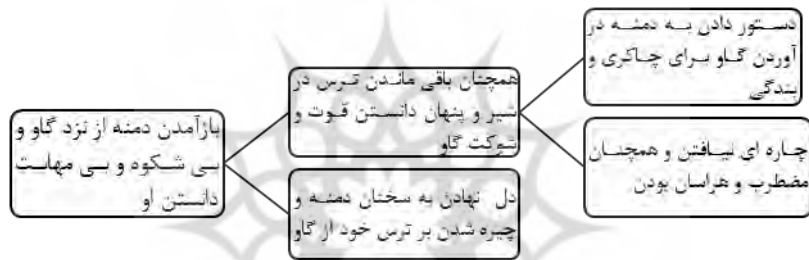 دستور دادن به دمنه در
آوردن گاو برای چاکری و
بندگی
همچنان باقی ماندن ترس در
شیر و پنهان دانستن قوت و
شوکت گاو
بازآمدن دمنه از نزد گاو و
بی شکوه و بی مهابت
دانستن او
چاره ای نیافتن و همچنان
مضطرب و هراسان بودن
دل نهادن به سخنان دمنه و
چیره شدن بر ترس خود از گاو